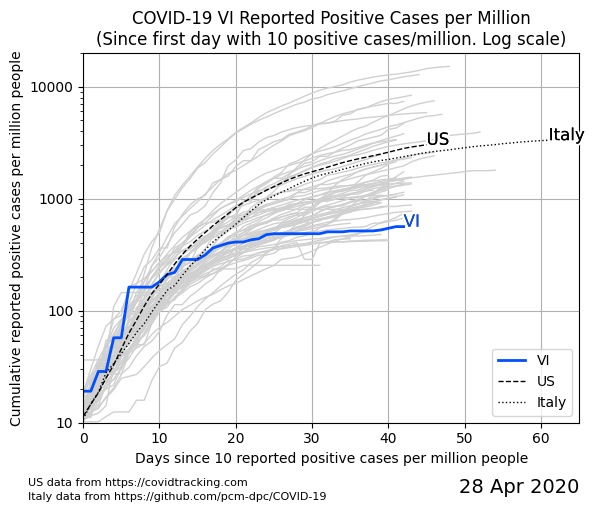 COVID-19 VI Reported Positive Cases per Million
(Since first day with 10 positive cases/million. Log scale)
Cumulative reported positive cases per million people
10000
1000
100
10
US
Italy
VI
VI
US
Italy
0
10
20
30
40
50
60
Days since 10 reported positive cases per million people
US data from https://covidtracking.com
Italy data from https://github.com/pcm-dpc/COVID-19
28 Apr 2020